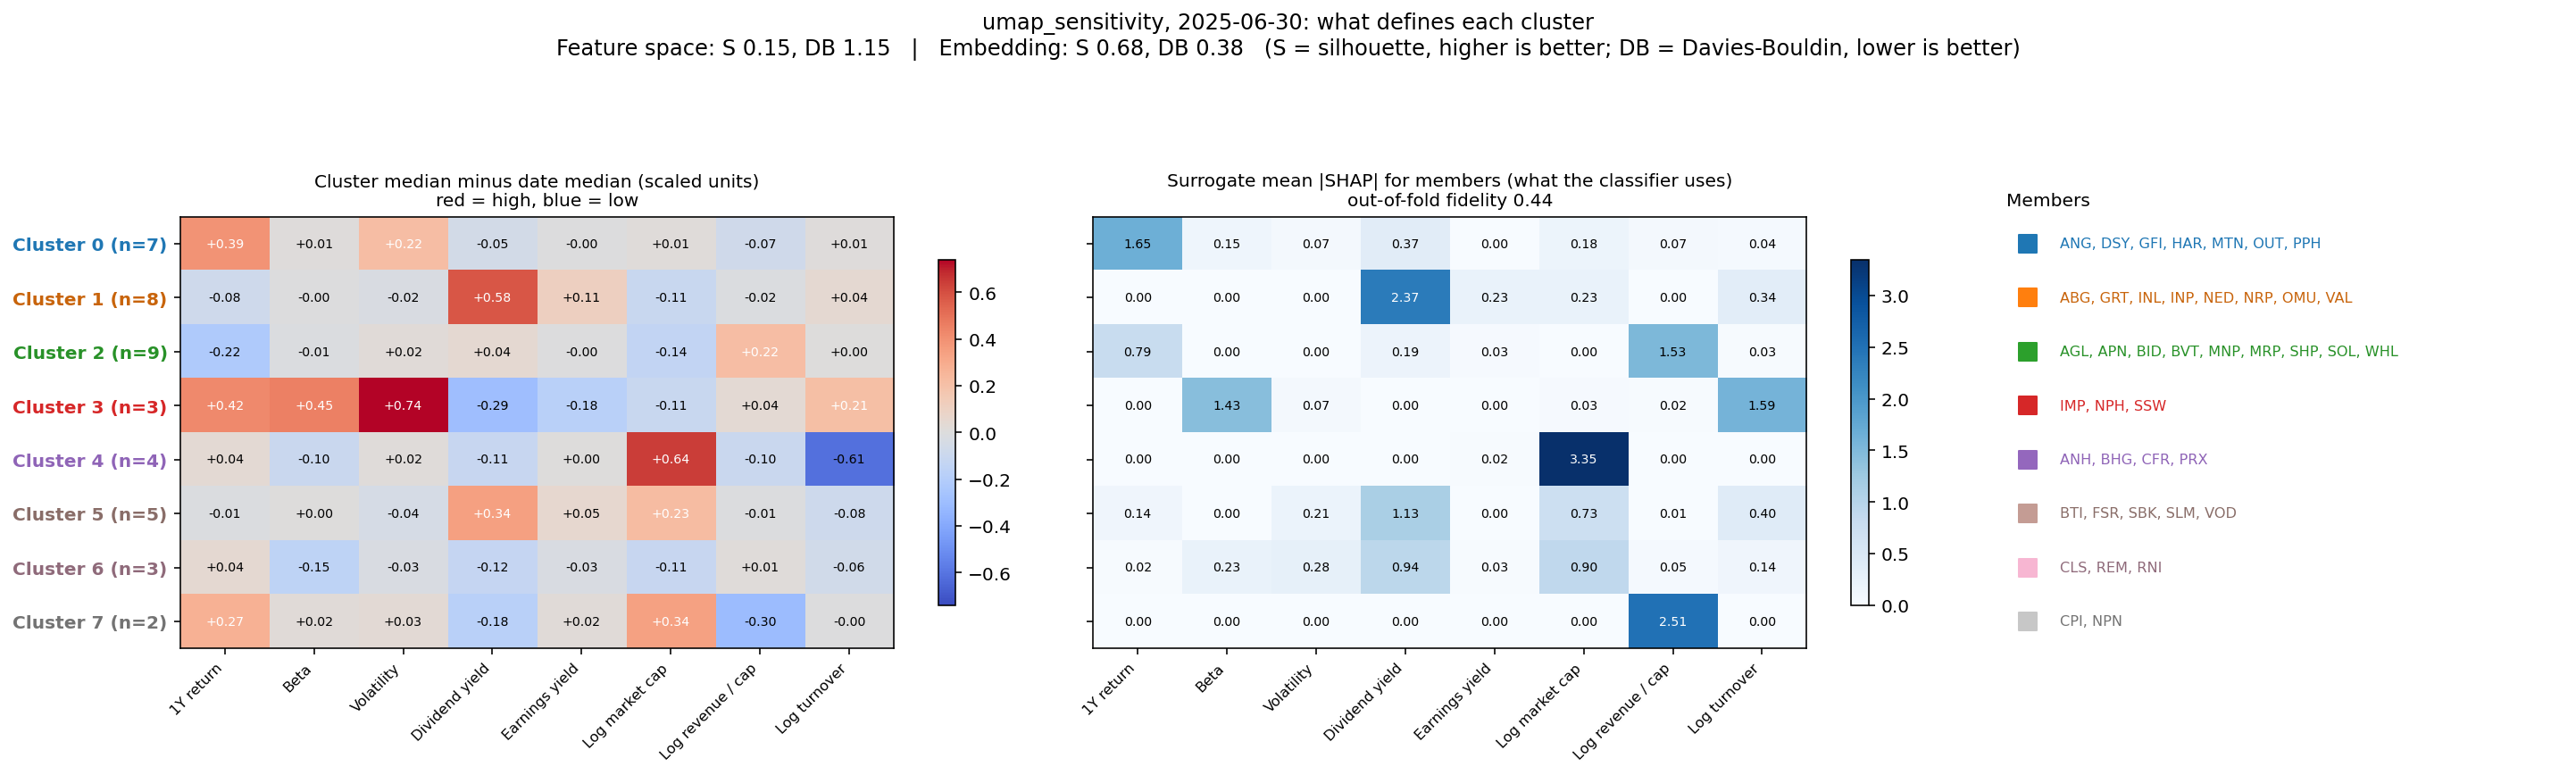 umap_sensitivity, 2025-06-30: what defines each cluster
Feature space: S 0.15, DB 1.15   |   Embedding: S 0.68, DB 0.38   (S = silhouette, higher is better; DB = Davies-Bouldin, lower is better)
Cluster median minus date median (scaled units)
red = high, blue = low
Cluster 0 (n=7) +0.39 +0.01 +0.22 -0.05 -0.00 +0.01 -0.07 +0.01
Cluster 1 (n=8) -0.08 -0.00 -0.02 +0.58 +0.11 -0.11 -0.02 +0.04
Cluster 2 (n=9) -0.22 -0.01 +0.02 +0.04 -0.00 -0.14 +0.22 +0.00
Cluster 3 (n=3) +0.42 +0.45 +0.74 -0.29 -0.18 -0.11 +0.04 +0.21
Cluster 4 (n=4) +0.04 -0.10 +0.02 -0.11 +0.00 +0.64 -0.10 -0.61
Cluster 5 (n=5) -0.01 +0.00 -0.04 +0.34 +0.05 +0.23 -0.01 -0.08
Cluster 6 (n=3) +0.04 -0.15 -0.03 -0.12 -0.03 -0.11 +0.01 -0.06
Cluster 7 (n=2) +0.27 +0.02 +0.03 -0.18 +0.02 +0.34 -0.30 -0.00
1Y return
Beta
Volatility
Dividend yield
Earnings yield
Log market cap
Log revenue / cap
Log turnover
0.6
0.4
0.2
0.0
−0.2
−0.4
−0.6
Surrogate mean |SHAP| for members (what the classifier uses)
out-of-fold fidelity 0.44
1.65 0.15 0.07 0.37 0.00 0.18 0.07 0.04
0.00 0.00 0.00 2.37 0.23 0.23 0.00 0.34
0.79 0.00 0.00 0.19 0.03 0.00 1.53 0.03
0.00 1.43 0.07 0.00 0.00 0.03 0.02 1.59
0.00 0.00 0.00 0.00 0.02 3.35 0.00 0.00
0.14 0.00 0.21 1.13 0.00 0.73 0.01 0.40
0.02 0.23 0.28 0.94 0.03 0.90 0.05 0.14
0.00 0.00 0.00 0.00 0.00 0.00 2.51 0.00
1Y return
Beta
Volatility
Dividend yield
Earnings yield
Log market cap
Log revenue / cap
Log turnover
3.0
2.5
2.0
1.5
1.0
0.5
0.0
Members
ANG, DSY, GFI, HAR, MTN, OUT, PPH
ABG, GRT, INL, INP, NED, NRP, OMU, VAL
AGL, APN, BID, BVT, MNP, MRP, SHP, SOL, WHL
IMP, NPH, SSW
ANH, BHG, CFR, PRX
BTI, FSR, SBK, SLM, VOD
CLS, REM, RNI
CPI, NPN